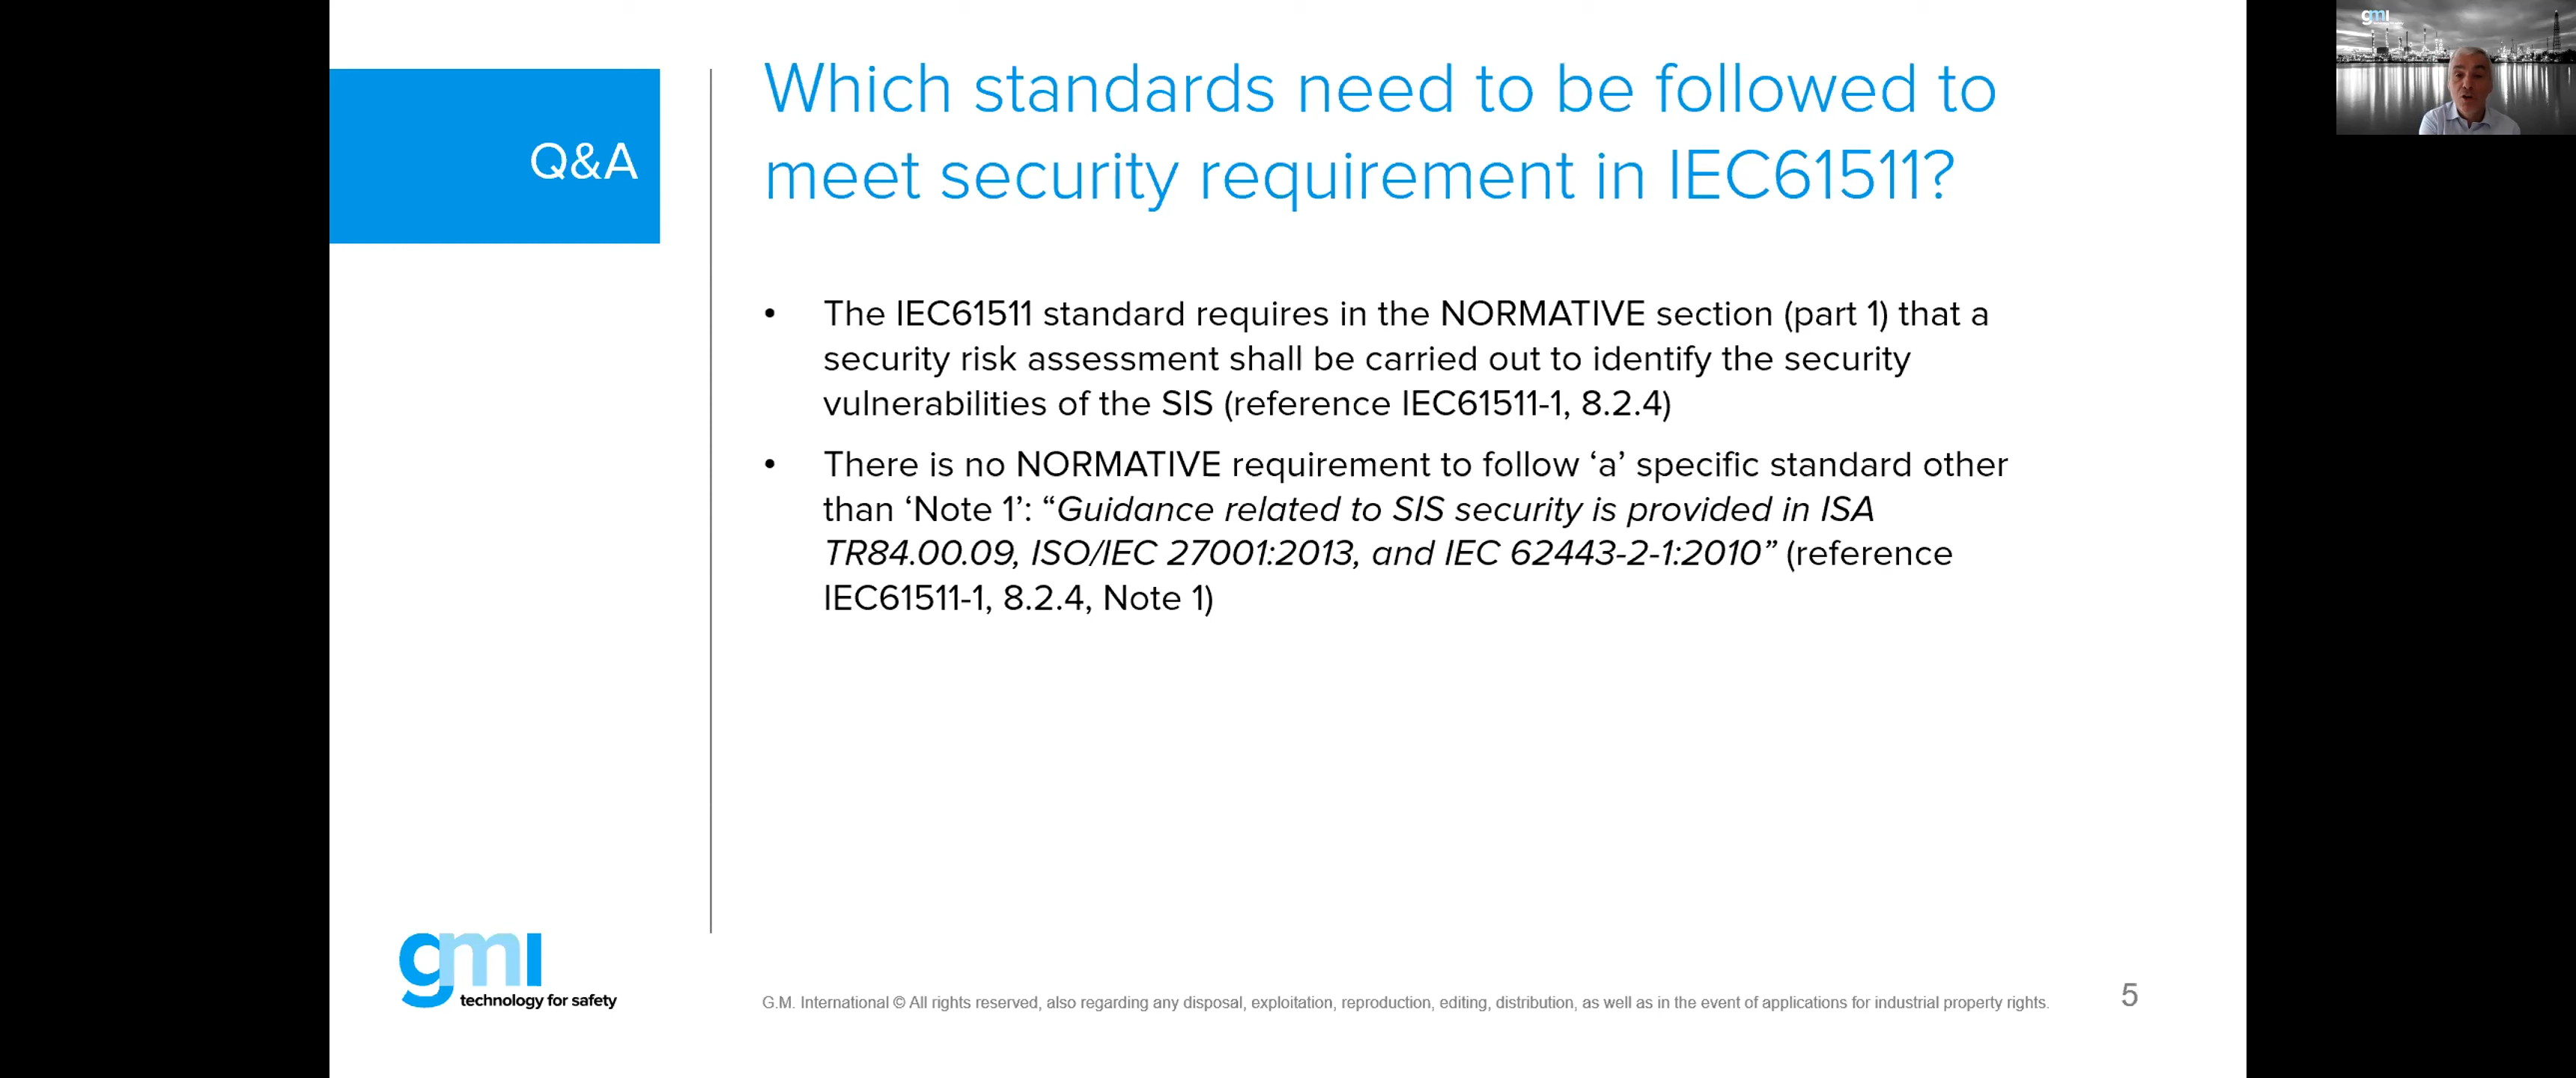 Q&A
Which standards need to be followed to
meet security requirement in IEC61511?
• The IEC61511 standard requires in the NORMATIVE section (part 1) that a
security risk assessment shall be carried out to identify the security
vulnerabilities of the SIS (reference IEC61511-1, 8.2.4)
• There is no NORMATIVE requirement to follow ‘a’ specific standard other
than ‘Note 1’: “Guidance related to SIS security is provided in ISA
TR84.00.09, ISO/IEC 27001:2013, and IEC 62443-2-1:2010” (reference
IEC61511-1, 8.2.4, Note 1)
gmi
technology for safety
G.M. International © All rights reserved, also regarding any disposal, exploitation, reproduction, editing, distribution, as well as in the event of applications for industrial property rights.
5
gmi